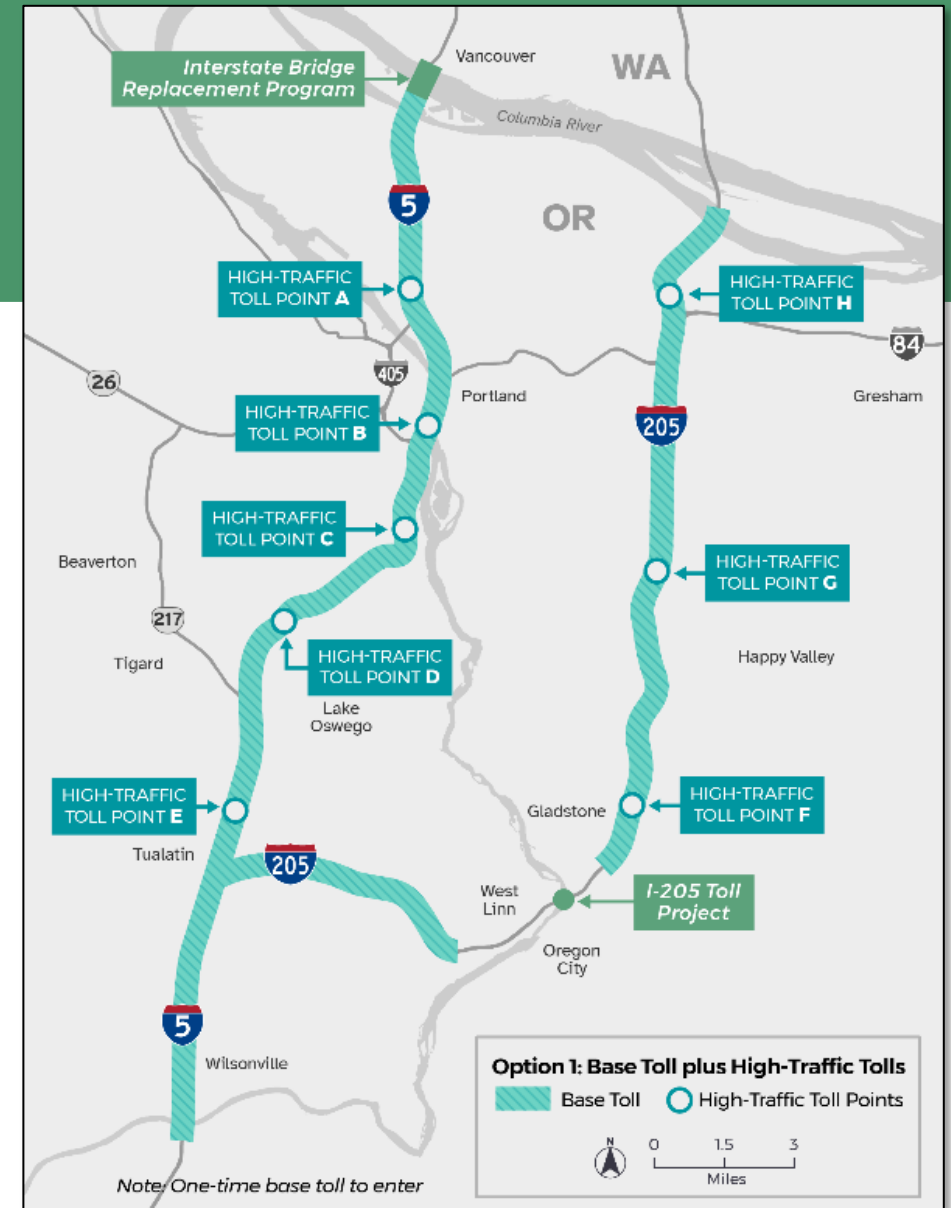 Interstate Bridge
Replacement Program
Vancouver
WA
Columbia River
5
OR
HIGH-TRAFFIC
TOLL POINT A
HIGH-TRAFFIC
TOLL POINT H
84
405
26
Portland
Gresham
HIGH-TRAFFIC
TOLL POINT B
205
HIGH-TRAFFIC
TOLL POINT C
Beaverton
HIGH-TRAFFIC
TOLL POINT G
217
Tigard
HIGH-TRAFFIC
TOLL POINT D
Happy Valley
Lake
Oswego
HIGH-TRAFFIC
TOLL POINT E
Gladstone
HIGH-TRAFFIC
TOLL POINT F
Tualatin
205
West
Linn
I-205 Toll
Project
Oregon
City
5
Wilsonville
Option 1: Base Toll plus High-Traffic Tolls
Base Toll
High-Traffic Toll Points
N
0 1.5 3
Miles
Note: One-time base toll to enter